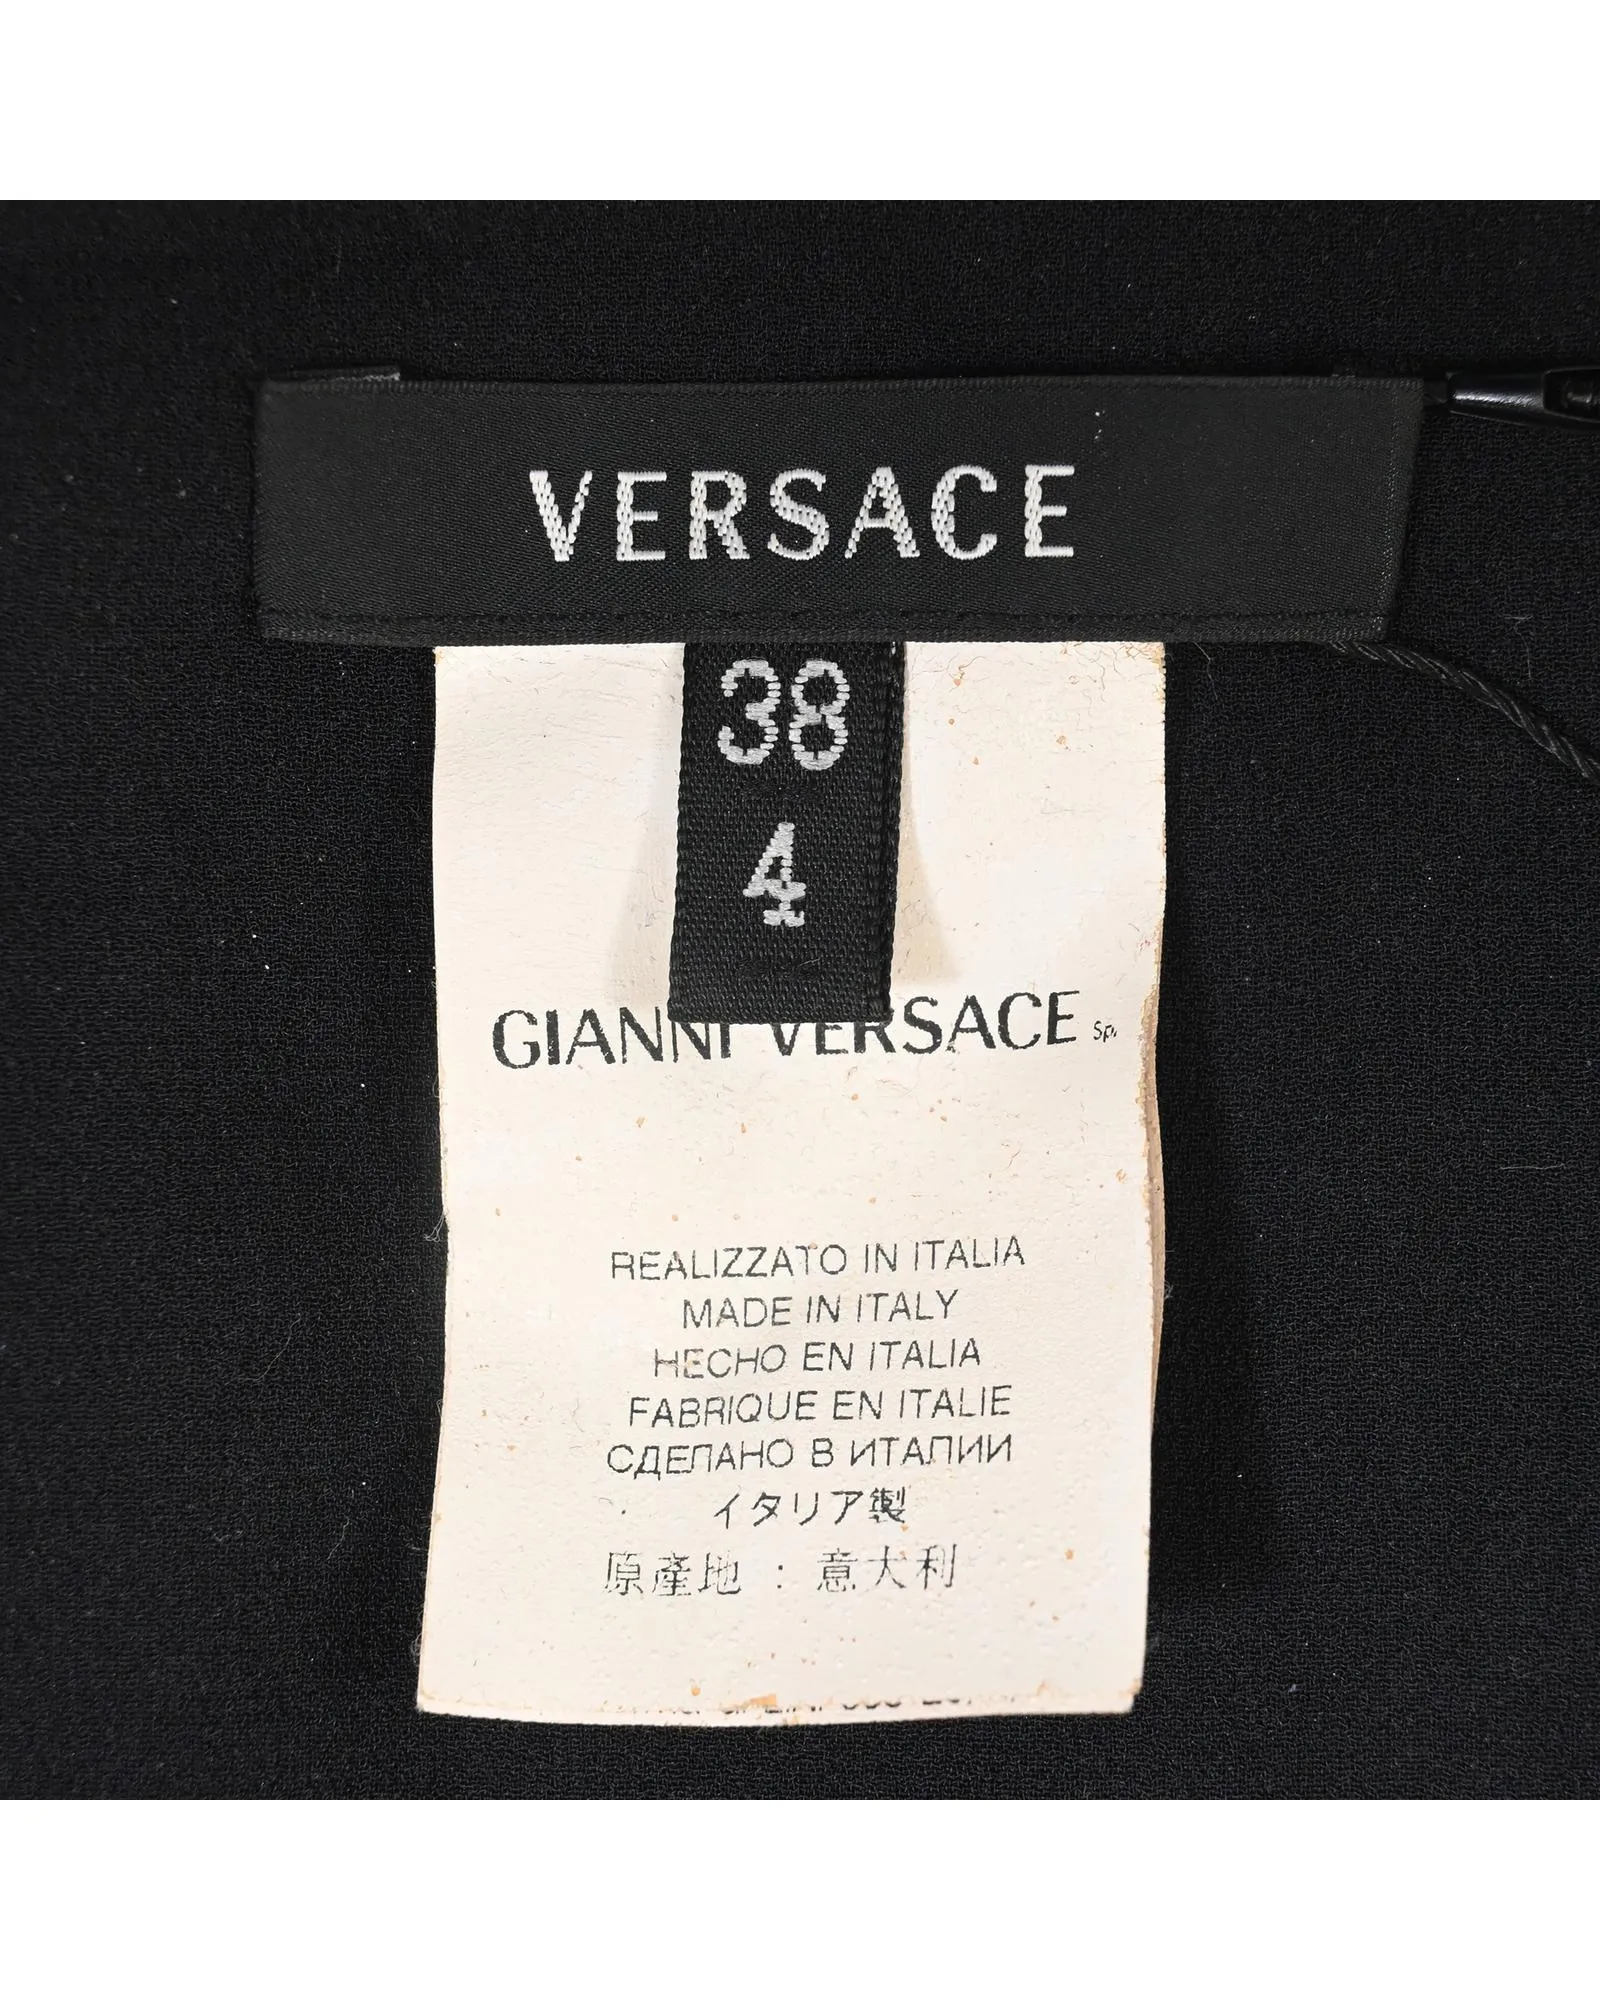 VERSACE
38
4
GIANNI VERSACE
REALIZZATO IN ITALIA
MADE IN ITALY
HECHO EN ITALIA
FABRIQUE EN ITALIE
СДЕЛАНО В ИТАЛИИ
イタリア製
原產地 : 意大利